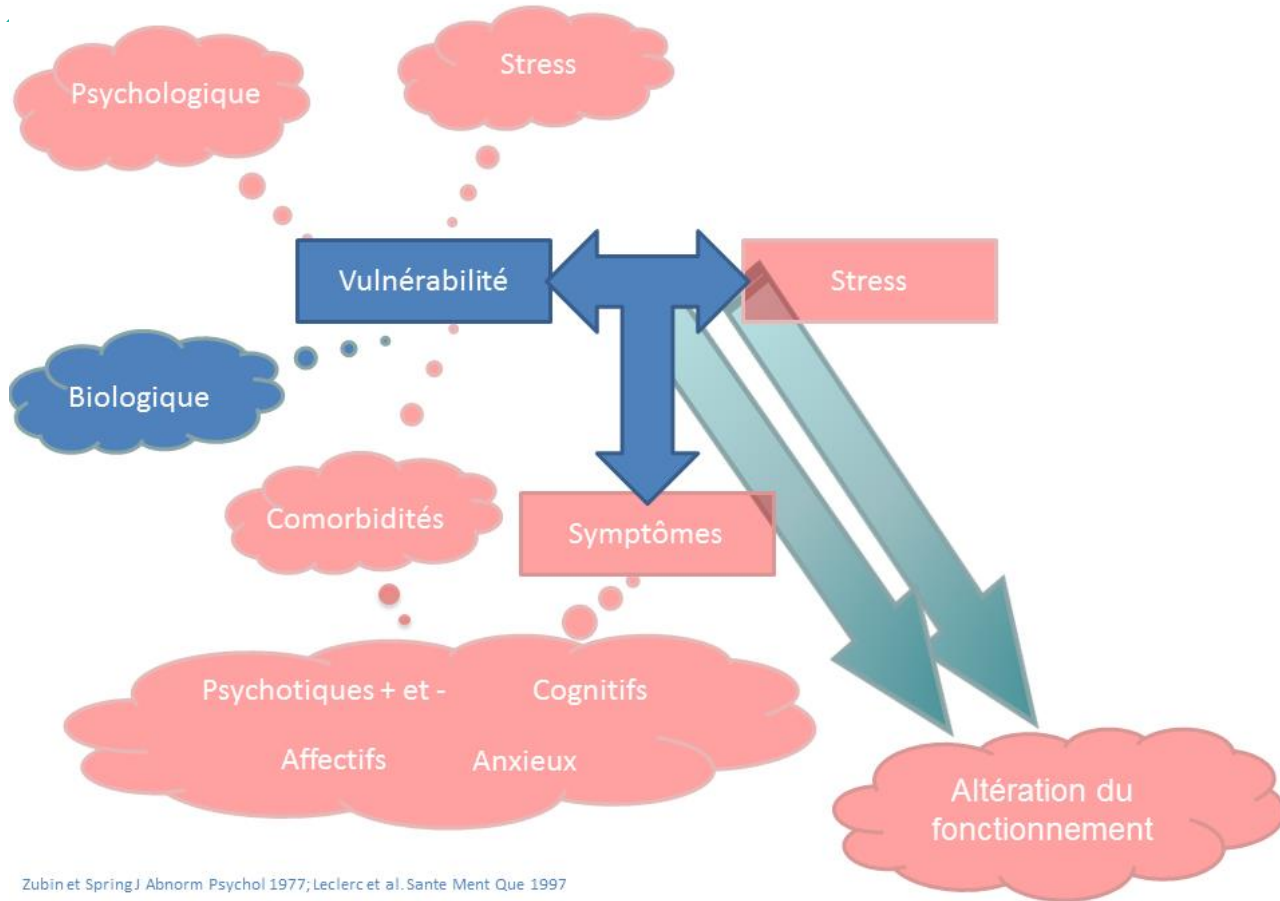 Psychologique
Stress
Vulnérabilité
Stress
Biologique
Comorbidités
Symptômes
Psychotiques + et - Cognitifs
Affectifs Anxieux
Altération du
fonctionnement
Zubin et Spring J Abnorm Psychol 1977; Leclerc et al. Sante Ment Que 1997